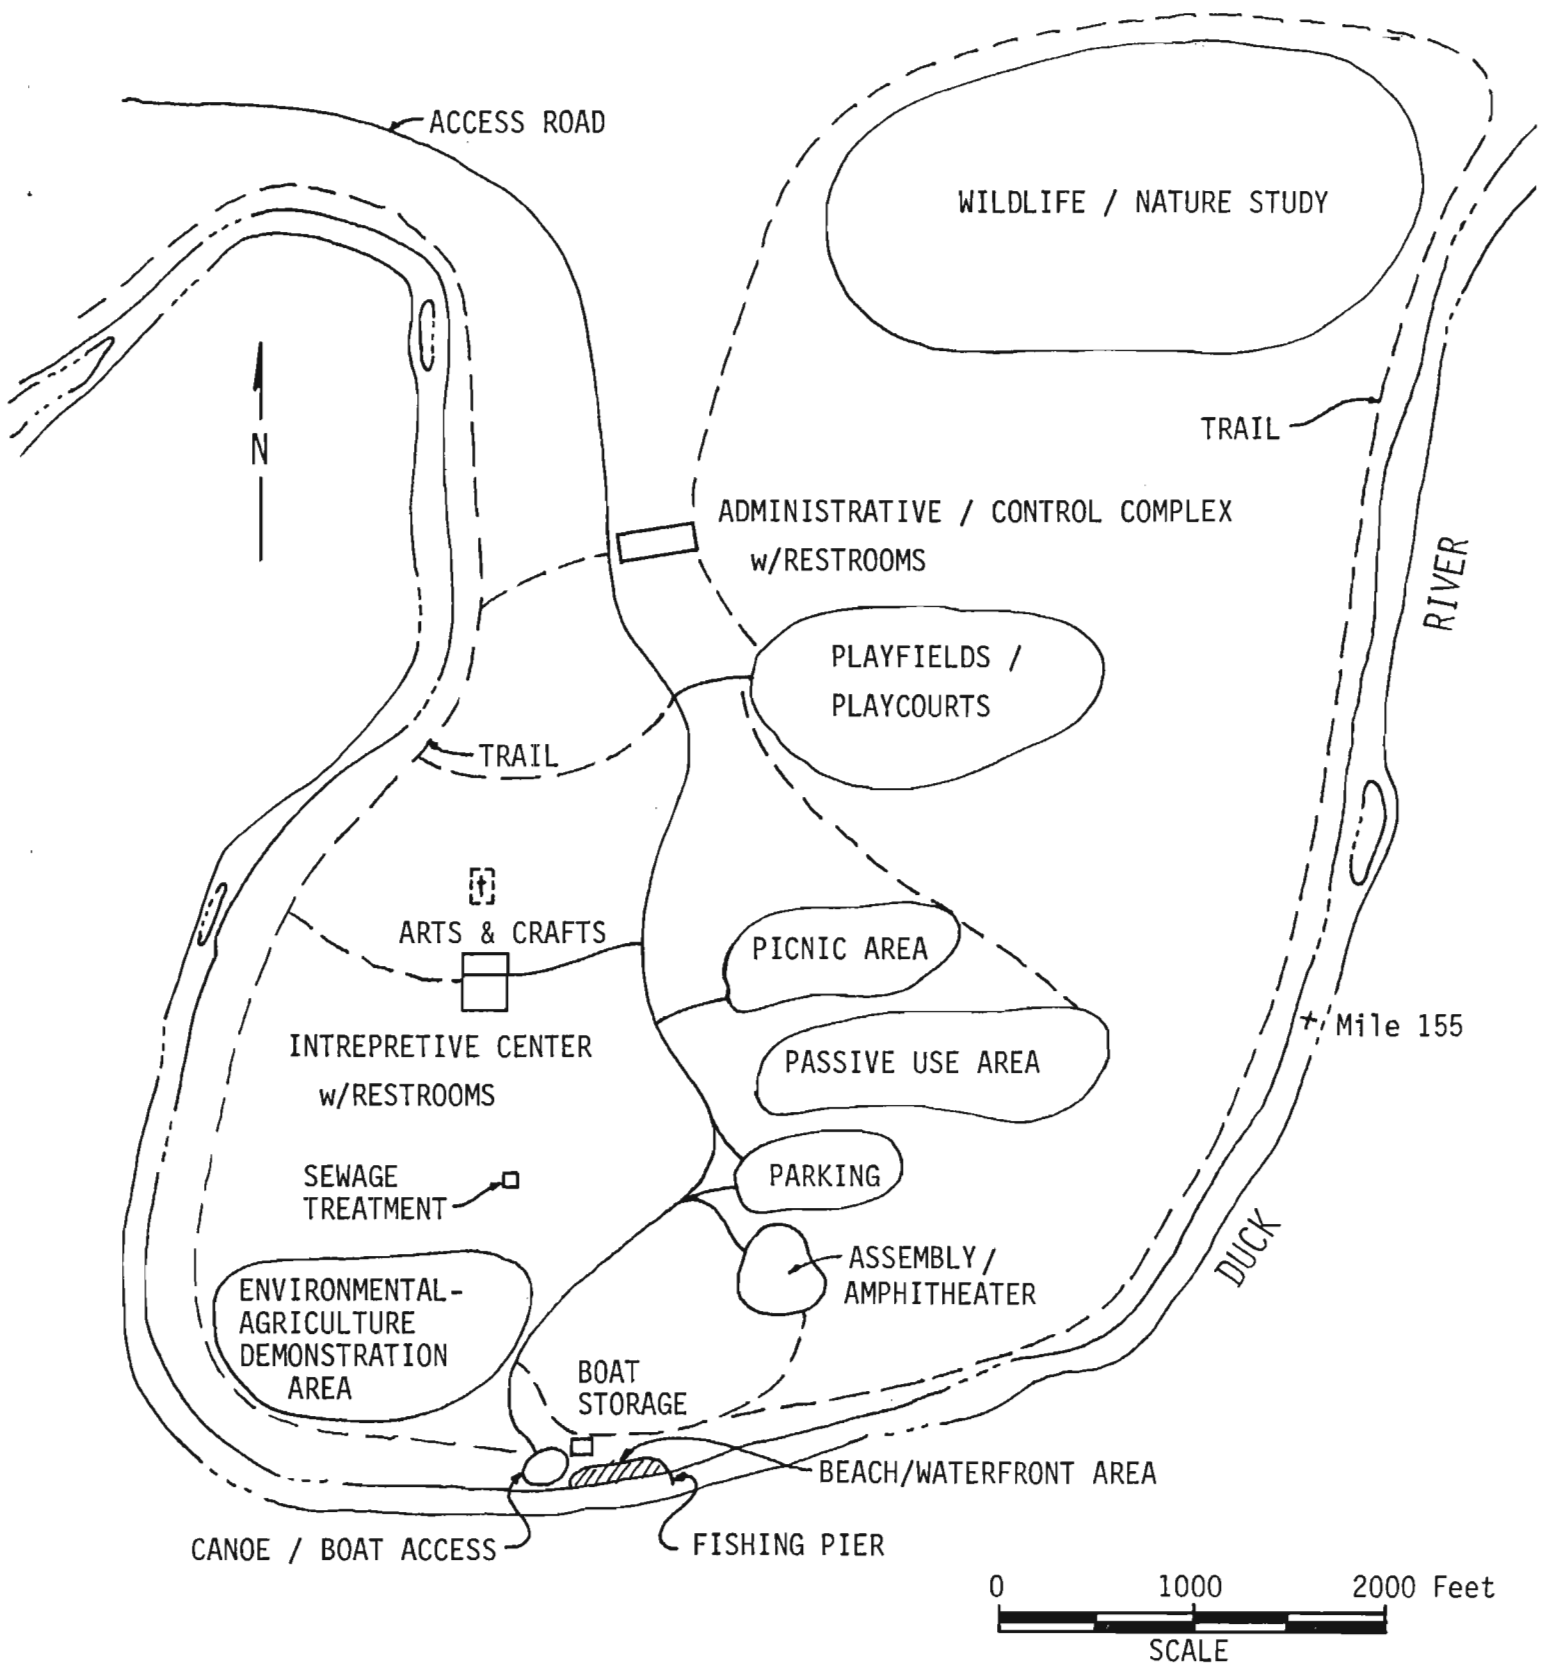 ACCESS ROAD
WILDLIFE / NATURE STUDY
N
TRAIL
ADMINISTRATIVE / CONTROL COMPLEX
w/RESTROOMS
RIVER
PLAYFIELDS /
PLAYCOURTS
TRAIL
t
ARTS & CRAFTS
PICNIC AREA
INTREPRETIVE CENTER
w/RESTROOMS
Mile 155
PASSIVE USE AREA
SEWAGE
TREATMENT
PARKING
DUCK
ASSEMBLY/
AMPHITHEATER
ENVIRONMENTAL-
AGRICULTURE
DEMONSTRATION
AREA
BOAT
STORAGE
BEACH/WATERFRONT AREA
CANOE / BOAT ACCESS
FISHING PIER
0 1000 2000 Feet
SCALE